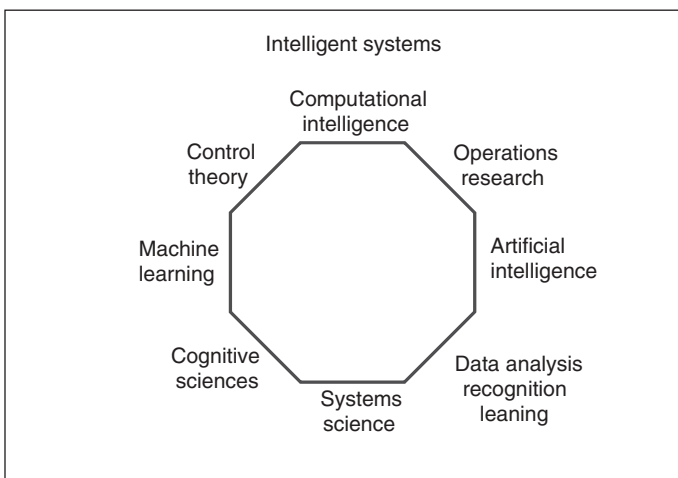 Intelligent systems
Computational
intelligence
Control
theory
Operations
research
Machine
learning
Artificial
intelligence
Cognitive
sciences
Data analysis
recognition
leaning
Systems
science